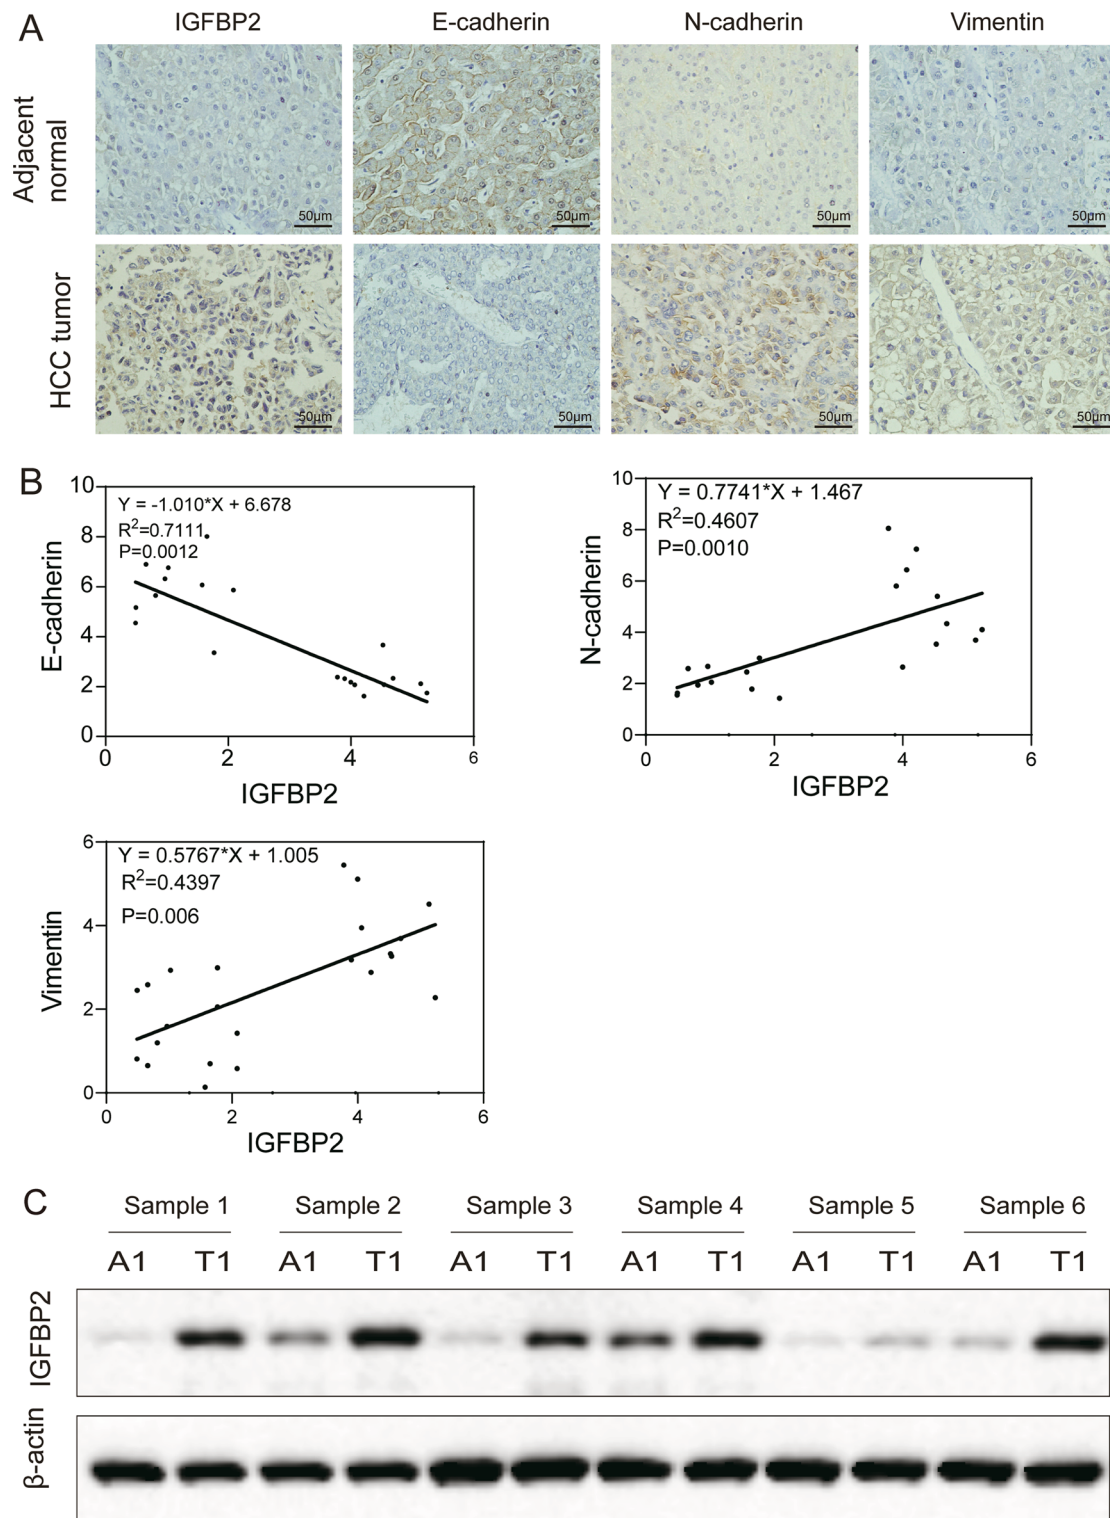 A
IGFBP2 E-cadherin N-cadherin Vimentin
Adjacent
normal
50μm 50μm 50μm 50μm
HCC tumor
50μm 50μm 50μm 50μm
B
10
8
6
4
2
0
E-cadherin
Y = -1.010*X + 6.678
R²=0.7111
P=0.0012
0 2 4 6
IGFBP2
10
8
6
4
2
0
N-cadherin
Y = 0.7741*X + 1.467
R²=0.4607
P=0.0010
0 2 4 6
IGFBP2
6
4
2
0
Vimentin
Y = 0.5767*X + 1.005
R²=0.4397
P=0.006
0 2 4 6
IGFBP2
C
Sample 1 Sample 2 Sample 3 Sample 4 Sample 5 Sample 6
A1 T1 A1 T1 A1 T1 A1 T1 A1 T1 A1 T1
IGFBP2
β-actin